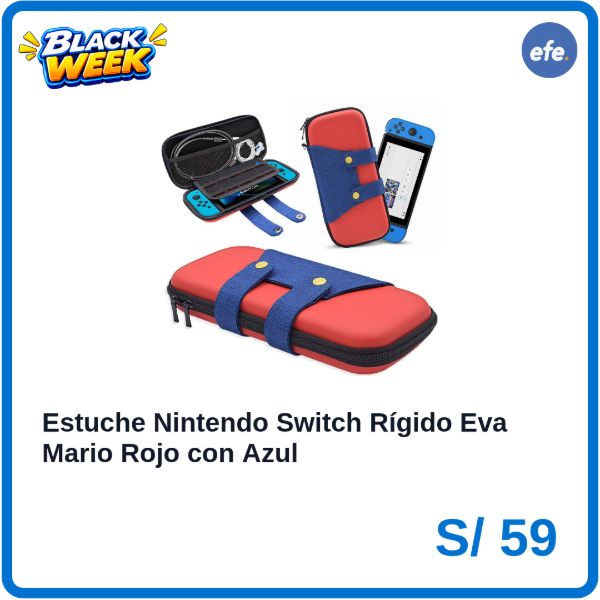 BLACK
WEEK
efe.
Estuche Nintendo Switch Rígido Eva
Mario Rojo con Azul
S/ 59